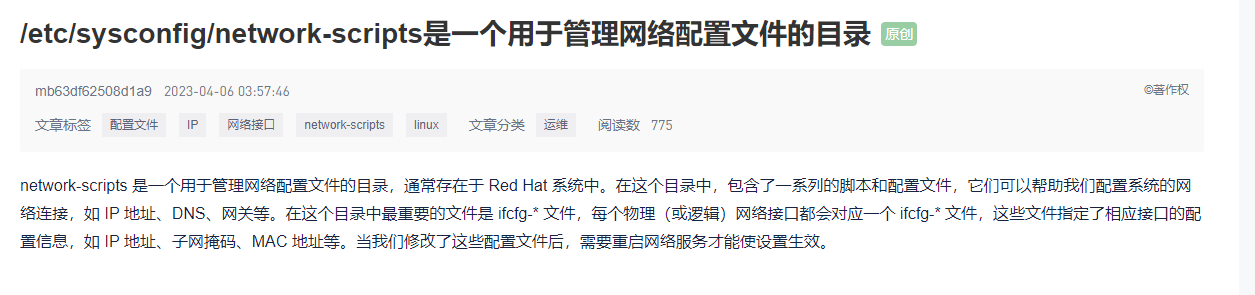 /etc/sysconfig/network-scripts是一个用于管理网络配置文件的目录 原创
mb63df62508d1a9 2023-04-06 03:57:46 ©著作权
文章标签 配置文件 IP 网络接口 network-scripts linux 文章分类 运维 阅读数 775
network-scripts 是一个用于管理网络配置文件的目录，通常存在于 Red Hat 系统中。在这个目录中，包含了一系列的脚本和配置文件，它们可以帮助我们配置系统的网
络连接，如 IP 地址、DNS、网关等。在这个目录中最重要的文件是 ifcfg-* 文件，每个物理（或逻辑）网络接口都会对应一个 ifcfg-* 文件，这些文件指定了相应接口的配
置信息，如 IP 地址、子网掩码、MAC 地址等。当我们修改了这些配置文件后，需要重启网络服务才能使设置生效。